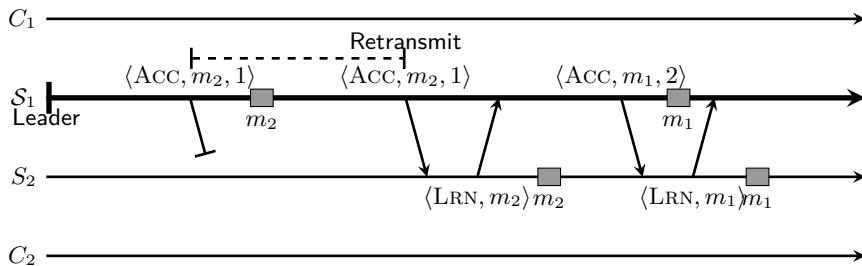 C₁
Retransmit
⟨ACC, m₂, 1⟩ ⟨ACC, m₂, 1⟩ ⟨ACC, m₁, 2⟩
S₁
Leader
m₂ m₁
S₂
⟨LRN, m₂⟩ m₂ ⟨LRN, m₁⟩ m₁
C₂